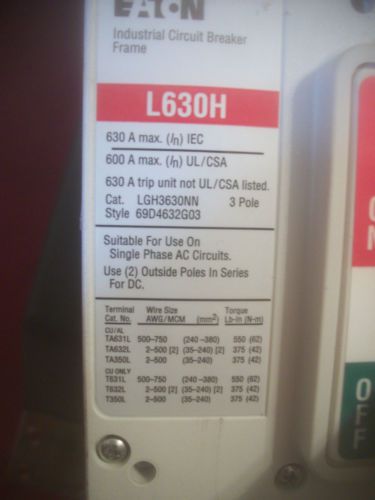 EATON
Industrial Circuit Breaker
Frame
L630H
630 A max. (In) IEC
600 A max. (In) UL/CSA
630 A trip unit not UL/CSA listed.
Cat. LGH3630NN 3 Pole
Style 69D4632G03
Suitable For Use On
Single Phase AC Circuits.
Use (2) Outside Poles In Series
For DC.
Terminal Wire Size Torque
Cat. No. AWG/MCM (mm²) Lb-In (N-m)
CU/AL
TA631L 500-750 (240-380) 550 (62)
TA632L 2-500 [2] (35-240) [2] 375 (42)
TA350L 2-500 (35-240) 375 (42)
CU ONLY
T631L 500-750 (240-380) 550 (62)
T632L 2-500 [2] (35-240) [2] 375 (42)
T350L 2-500 (35-240) 375 (42)
O
N
O
F
F